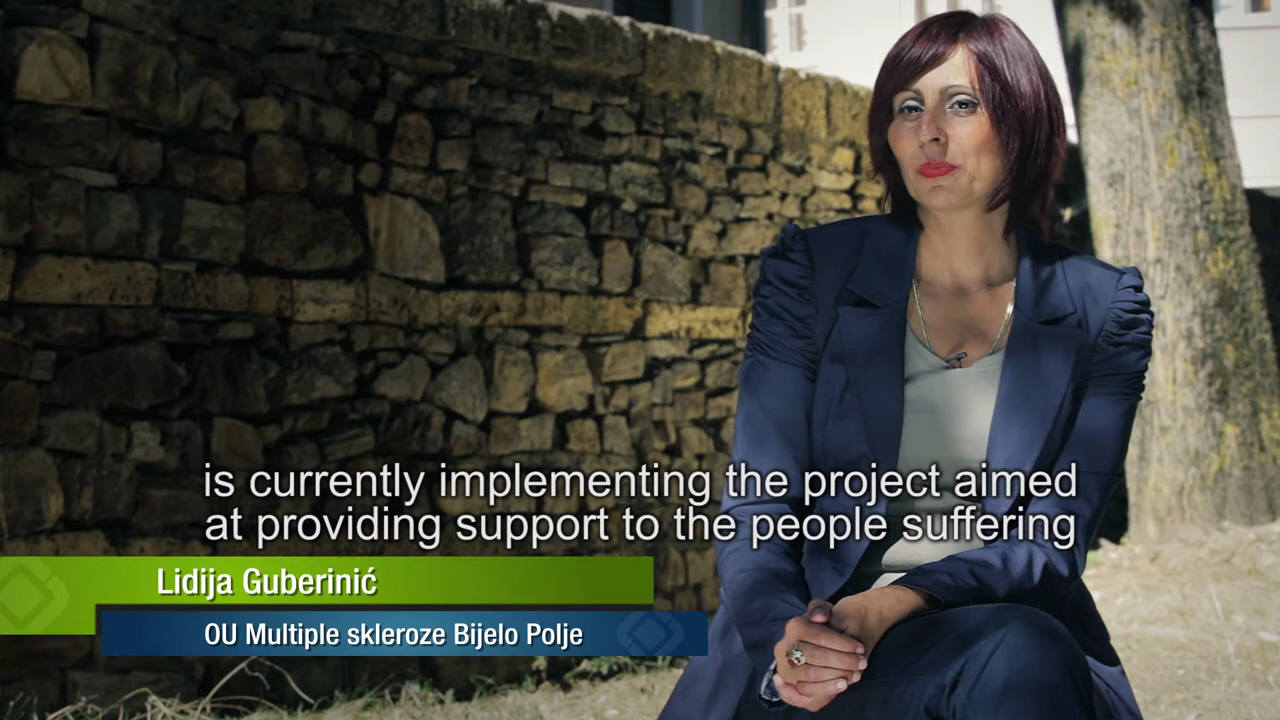 is currently implementing the project aimed
at providing support to the people suffering
Lidija Guberinić
OU Multiple skleroze Bijelo Polje